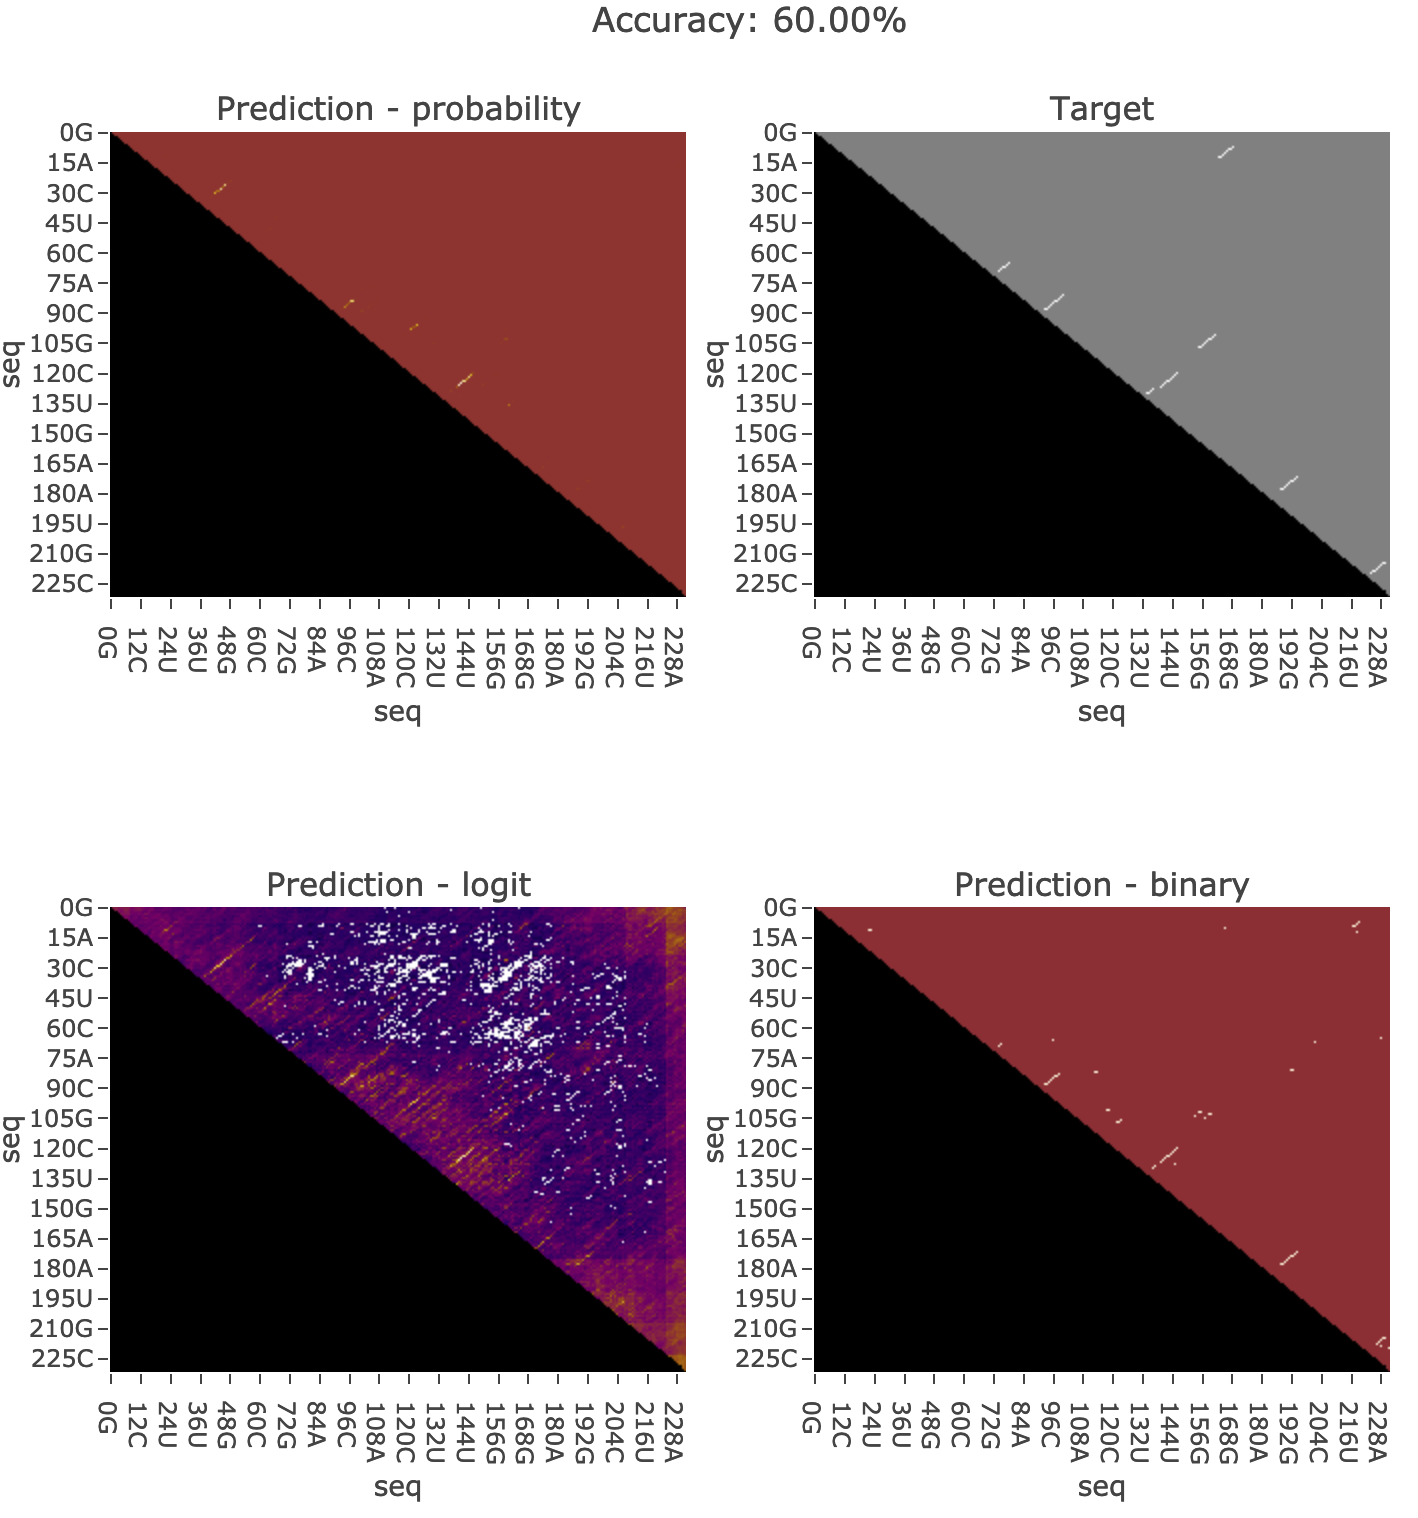 Accuracy: 60.00%
Prediction - probability
Target
0G
15A
30C
45U
60C
75A
90C
105G
120C
135U
150G
165A
180A
195U
210G
225C
seq
0G
12C
24U
36U
48G
60C
72G
84A
96C
108A
120C
132U
144U
156G
168G
180A
192G
204C
216U
228A
seq
0G
15A
30C
45U
60C
75A
90C
105G
120C
135U
150G
165A
180A
195U
210G
225C
seq
0G
12C
24U
36U
48G
60C
72G
84A
96C
108A
120C
132U
144U
156G
168G
180A
192G
204C
216U
228A
seq
Prediction - logit
Prediction - binary
0G
15A
30C
45U
60C
75A
90C
105G
120C
135U
150G
165A
180A
195U
210G
225C
seq
0G
12C
24U
36U
48G
60C
72G
84A
96C
108A
120C
132U
144U
156G
168G
180A
192G
204C
216U
228A
seq
0G
15A
30C
45U
60C
75A
90C
105G
120C
135U
150G
165A
180A
195U
210G
225C
seq
0G
12C
24U
36U
48G
60C
72G
84A
96C
108A
120C
132U
144U
156G
168G
180A
192G
204C
216U
228A
seq